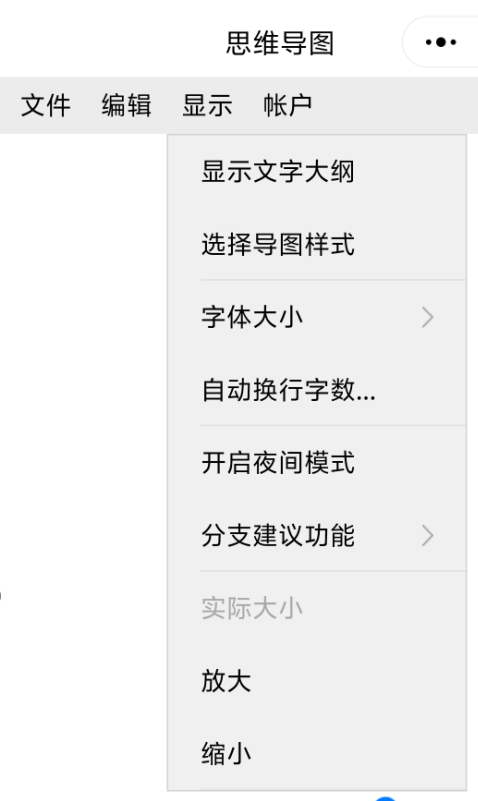 思维导图
文件 编辑 显示 帐户
显示文字大纲
选择导图样式
字体大小
自动换行字数...
开启夜间模式
分支建议功能
实际大小
放大
缩小